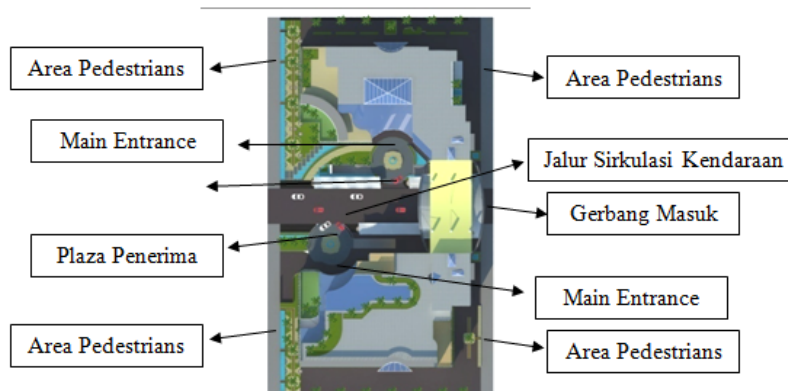 Area Pedestrians
Area Pedestrians
Main Entrance
Jalur Sirkulasi Kendaraan
Gerbang Masuk
Plaza Penerima
Main Entrance
Area Pedestrians
Area Pedestrians